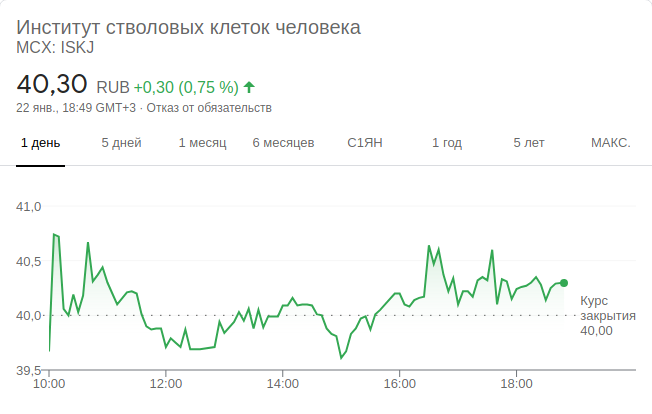 Институт стволовых клеток человека
MCX: ISKJ
40,30 RUB +0,30 (0,75 %)
22 янв., 18:49 GMT+3 · Отказ от обязательств
1 день 5 дней 1 месяц 6 месяцев С1ЯН 1 год 5 лет МАКС.
41,0
40,5
40,0
39,5
Курс
закрытия
40,00
10:00 12:00 14:00 16:00 18:00